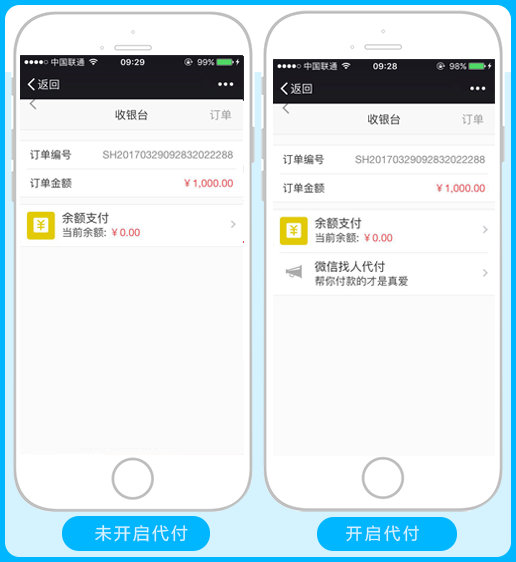 中国联通 09:29 99%
返回
收银台 订单
订单编号 SH20170329092832022288
订单金额 ￥1,000.00
余额支付
当前余额: ￥0.00
未开启代付
中国联通 09:28 98%
返回
收银台 订单
订单编号 SH20170329092832022288
订单金额 ￥1,000.00
余额支付
当前余额: ￥0.00
微信找人代付
帮你付款的才是真爱
开启代付